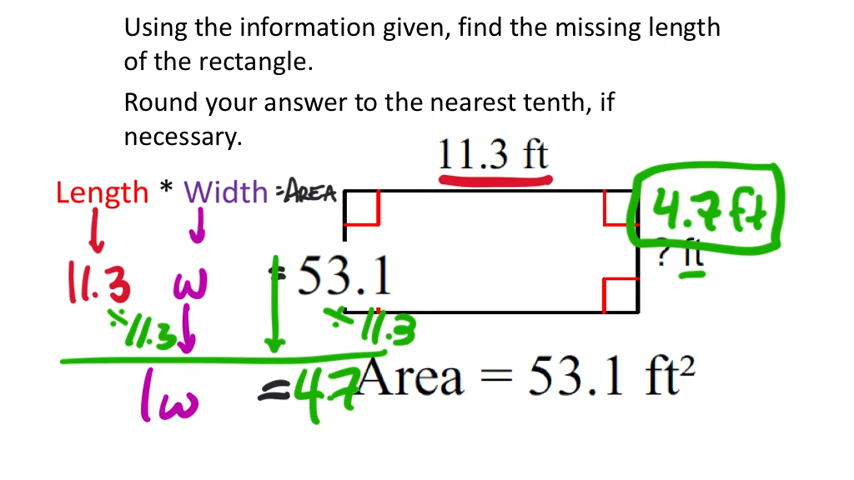 Using the information given, find the missing length
of the rectangle.
Round your answer to the nearest tenth, if
necessary.
11.3 ft
Length * Width = AREA
4.7 ft
? ft
11.3 w = 53.1
÷11.3 ÷11.3
1w = 4.7
Area = 53.1 ft²